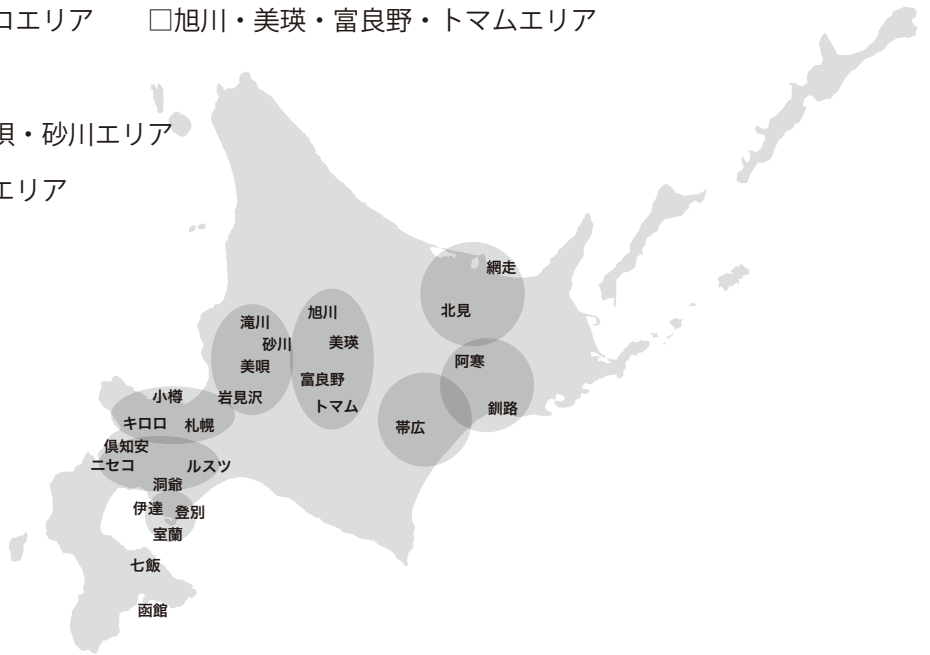 ロエリア　□旭川・美瑛・富良野・トマムエリア
唄・砂川エリア
エリア
網走
北見
旭川
滝川
砂川
美瑛
美唄
阿寒
富良野
小樽
岩見沢
トマム
釧路
キロロ
札幌
帯広
倶知安
ニセコ
ルスツ
洞爺
伊達
登別
室蘭
七飯
函館